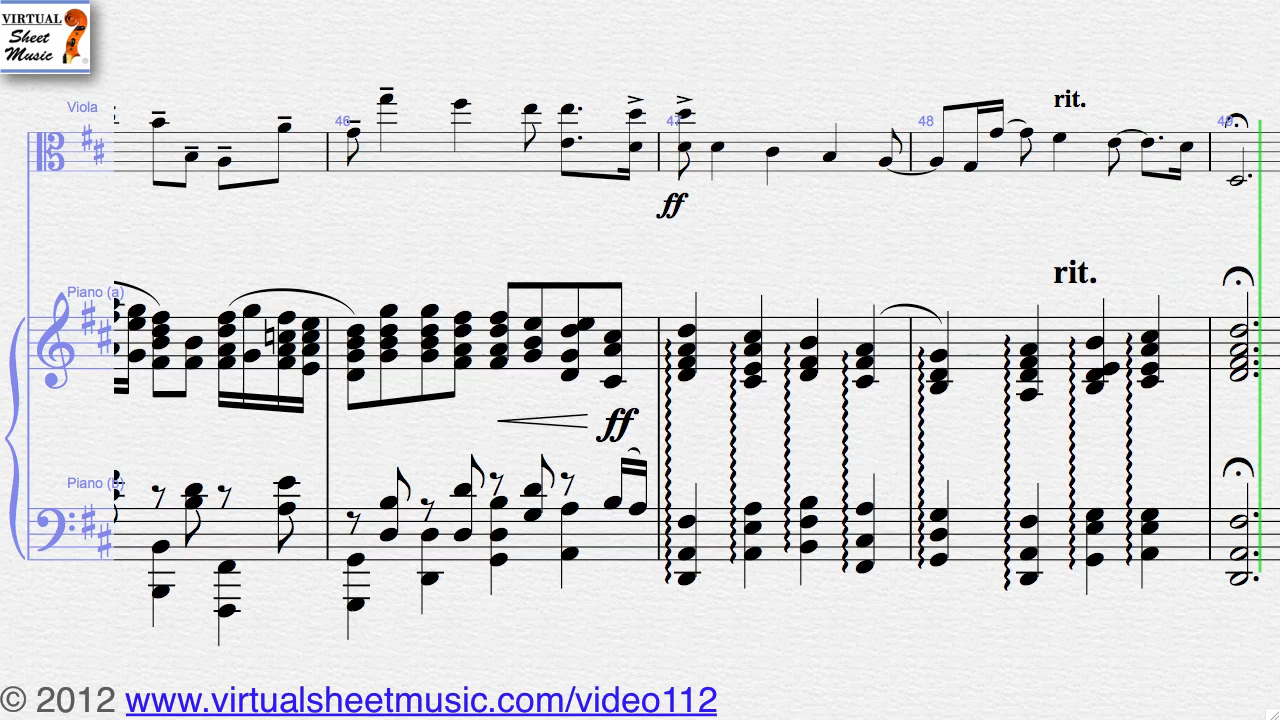 VIRTUAL
Sheet
Music
®
Viola
46
47
48
49
rit.
ff
Piano (a)
rit.
ff
Piano (b)
© 2012 www.virtualsheetmusic.com/video112